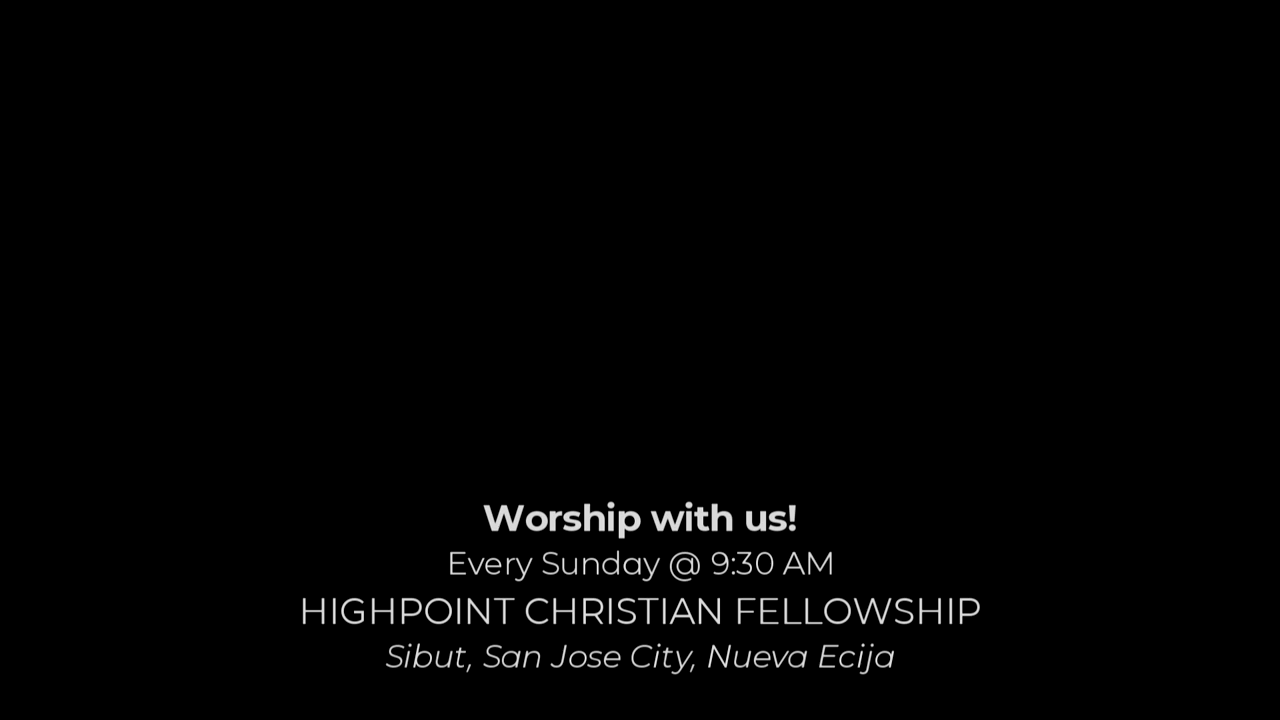 Worship with us!
Every Sunday @ 9:30 AM
HIGHPOINT CHRISTIAN FELLOWSHIP
Sibut, San Jose City, Nueva Ecija